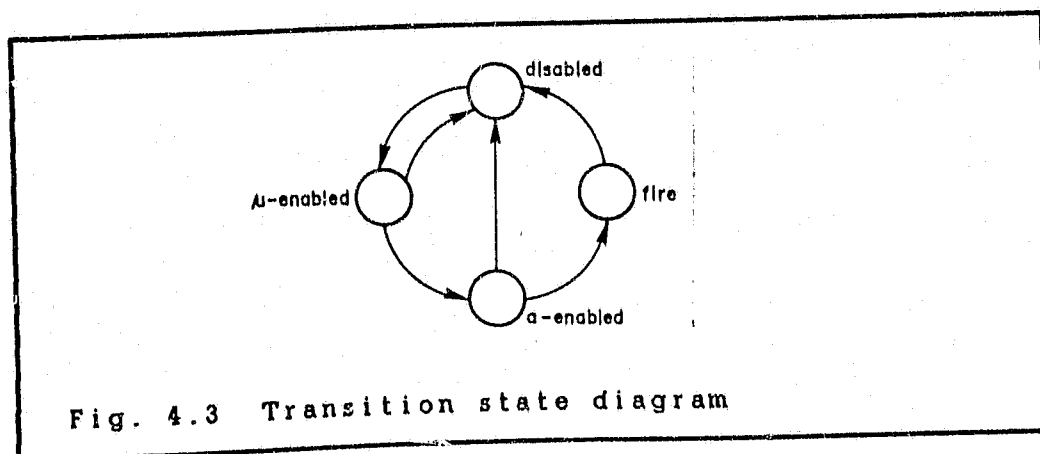 disabled
μ-enabled
fire
a-enabled
Fig. 4.3 Transition state diagram